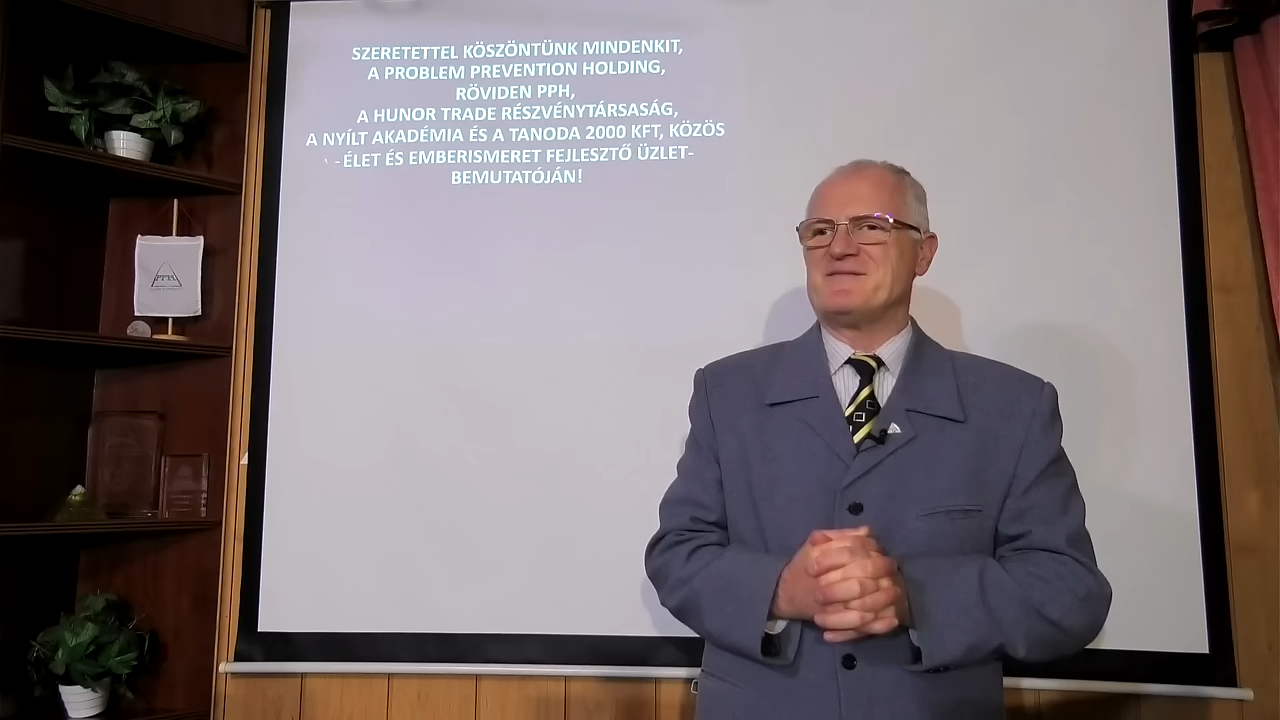 SZERETETTEL KÖSZÖNTÜNK MINDENKIT,
A PROBLEM PREVENTION HOLDING,
RÖVIDEN PPH,
A HUNOR TRADE RÉSZVÉNYTÁRSASÁG,
A NYÍLT AKADÉMIA ÉS A TANODA 2000 KFT, KÖZÖS
-ÉLET ÉS EMBERISMERET FEJLESZTŐ ÜZLET-
BEMUTATÓJÁN!